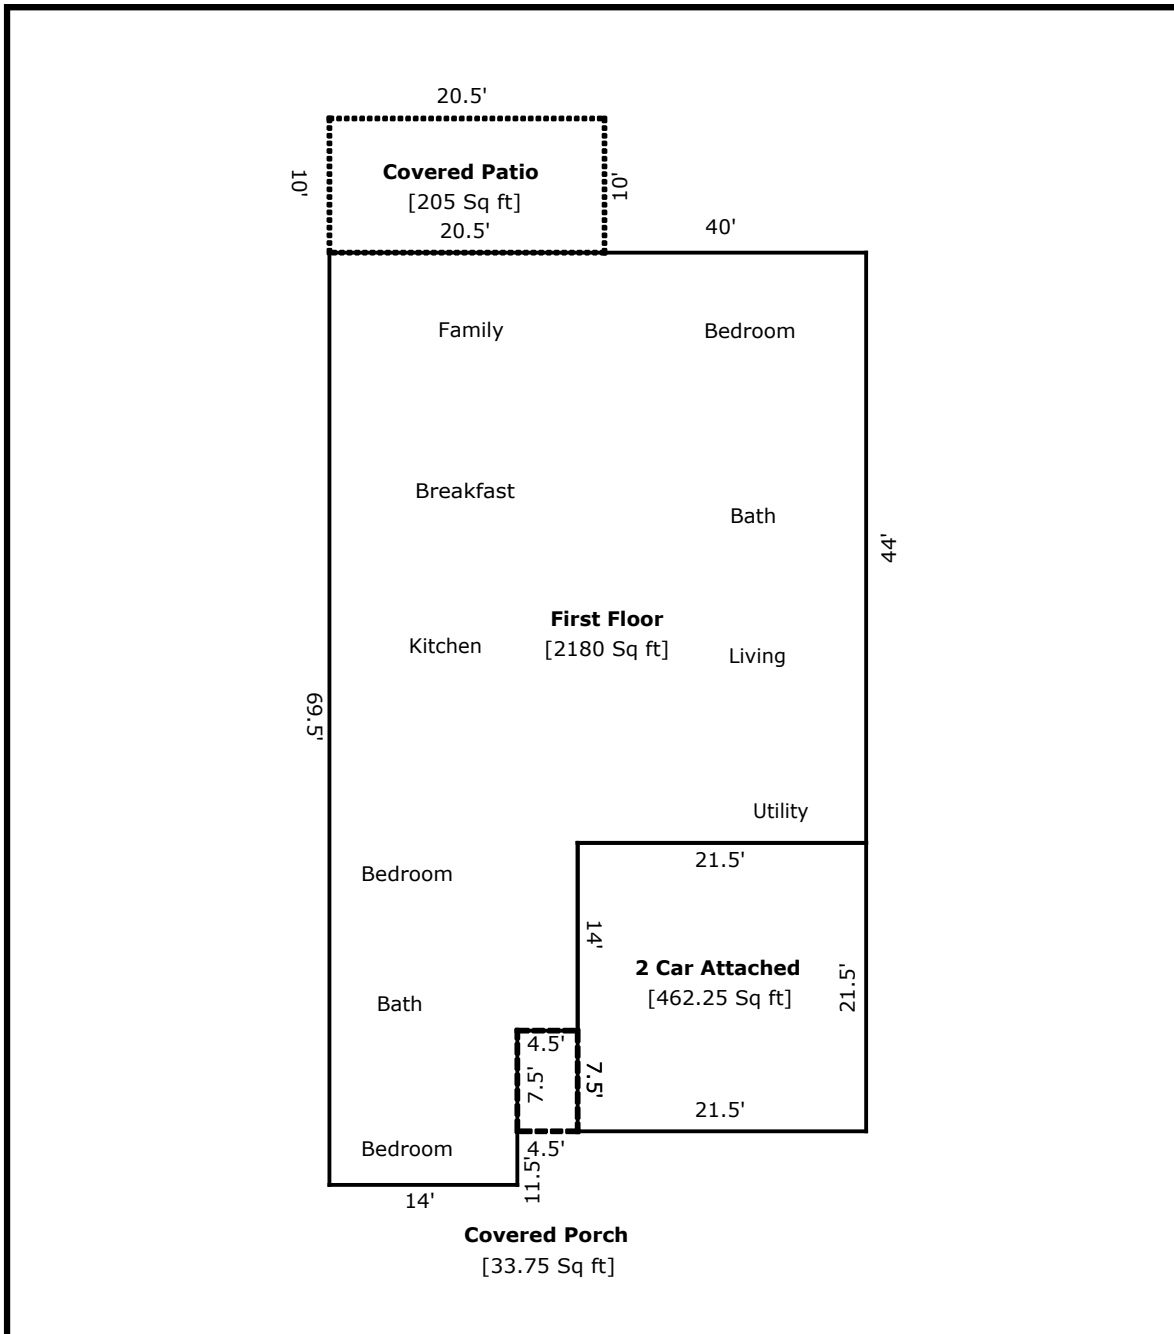 20.5'
Covered Patio
10'
10'
[205 Sq ft]
20.5'
40'
Family
Bedroom
Breakfast
Bath
44'
First Floor
Kitchen
[2180 Sq ft]
Living
69.5'
Utility
21.5'
Bedroom
14'
2 Car Attached
21.5'
[462.25 Sq ft]
Bath
4.5'
7.5'
7.5'
21.5'
Bedroom
4.5'
11.5'
14'
Covered Porch
[33.75 Sq ft]